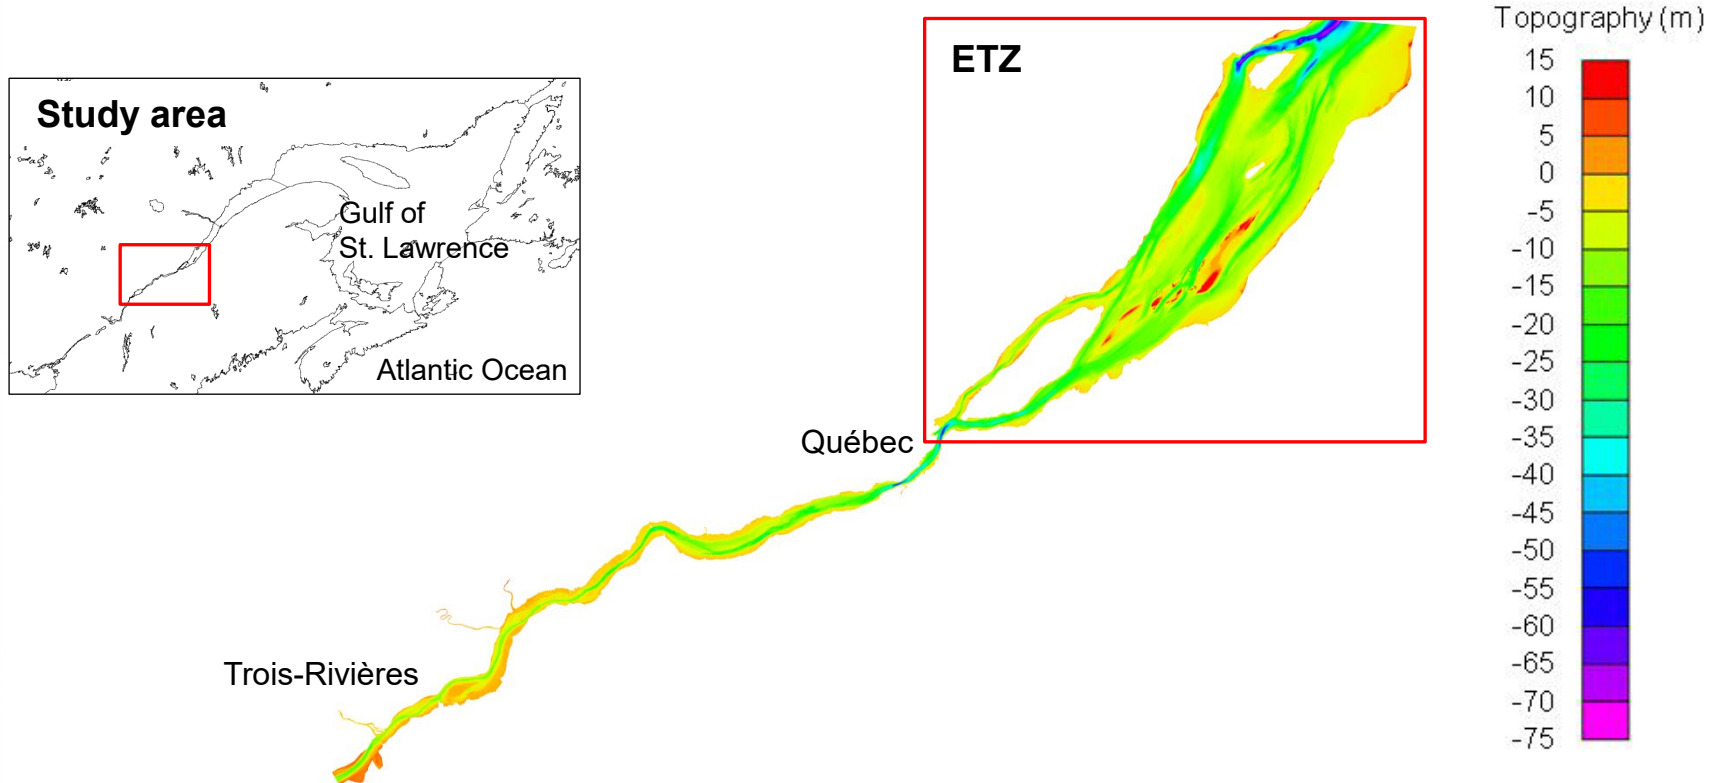 Study area
Gulf of
St. Lawrence
Atlantic Ocean
ETZ
Québec
Trois-Rivières
Topography (m)
15
10
5
0
-5
-10
-15
-20
-25
-30
-35
-40
-45
-50
-55
-60
-65
-70
-75